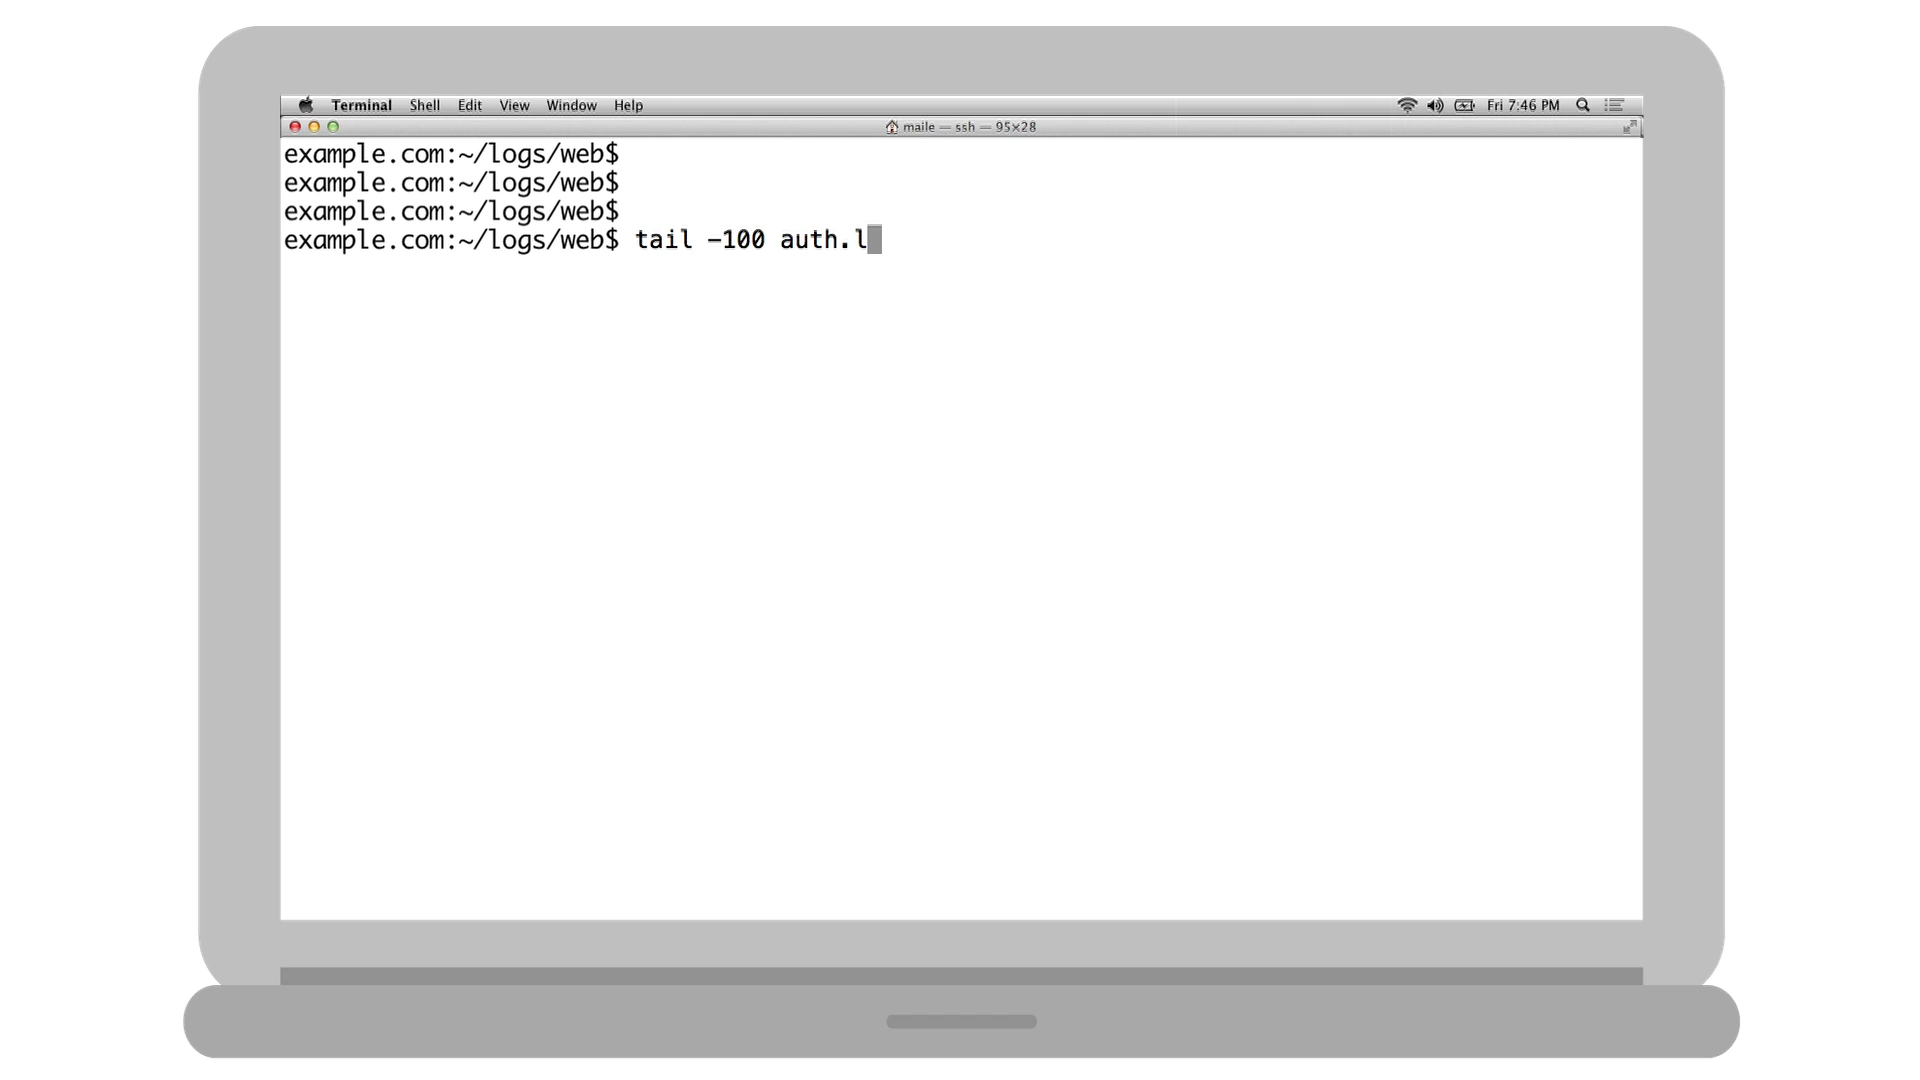 Terminal Shell Edit View Window Help Fri 7:46 PM
maile — ssh — 95×28
example.com:~/logs/web$
example.com:~/logs/web$
example.com:~/logs/web$
example.com:~/logs/web$ tail -100 auth.l